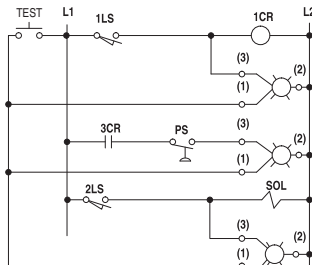 TEST L1 1LS 1CR L2
(3)
(1) (2)
3CR PS (3)
(1) (2)
2LS SOL
(3)
(1) (2)